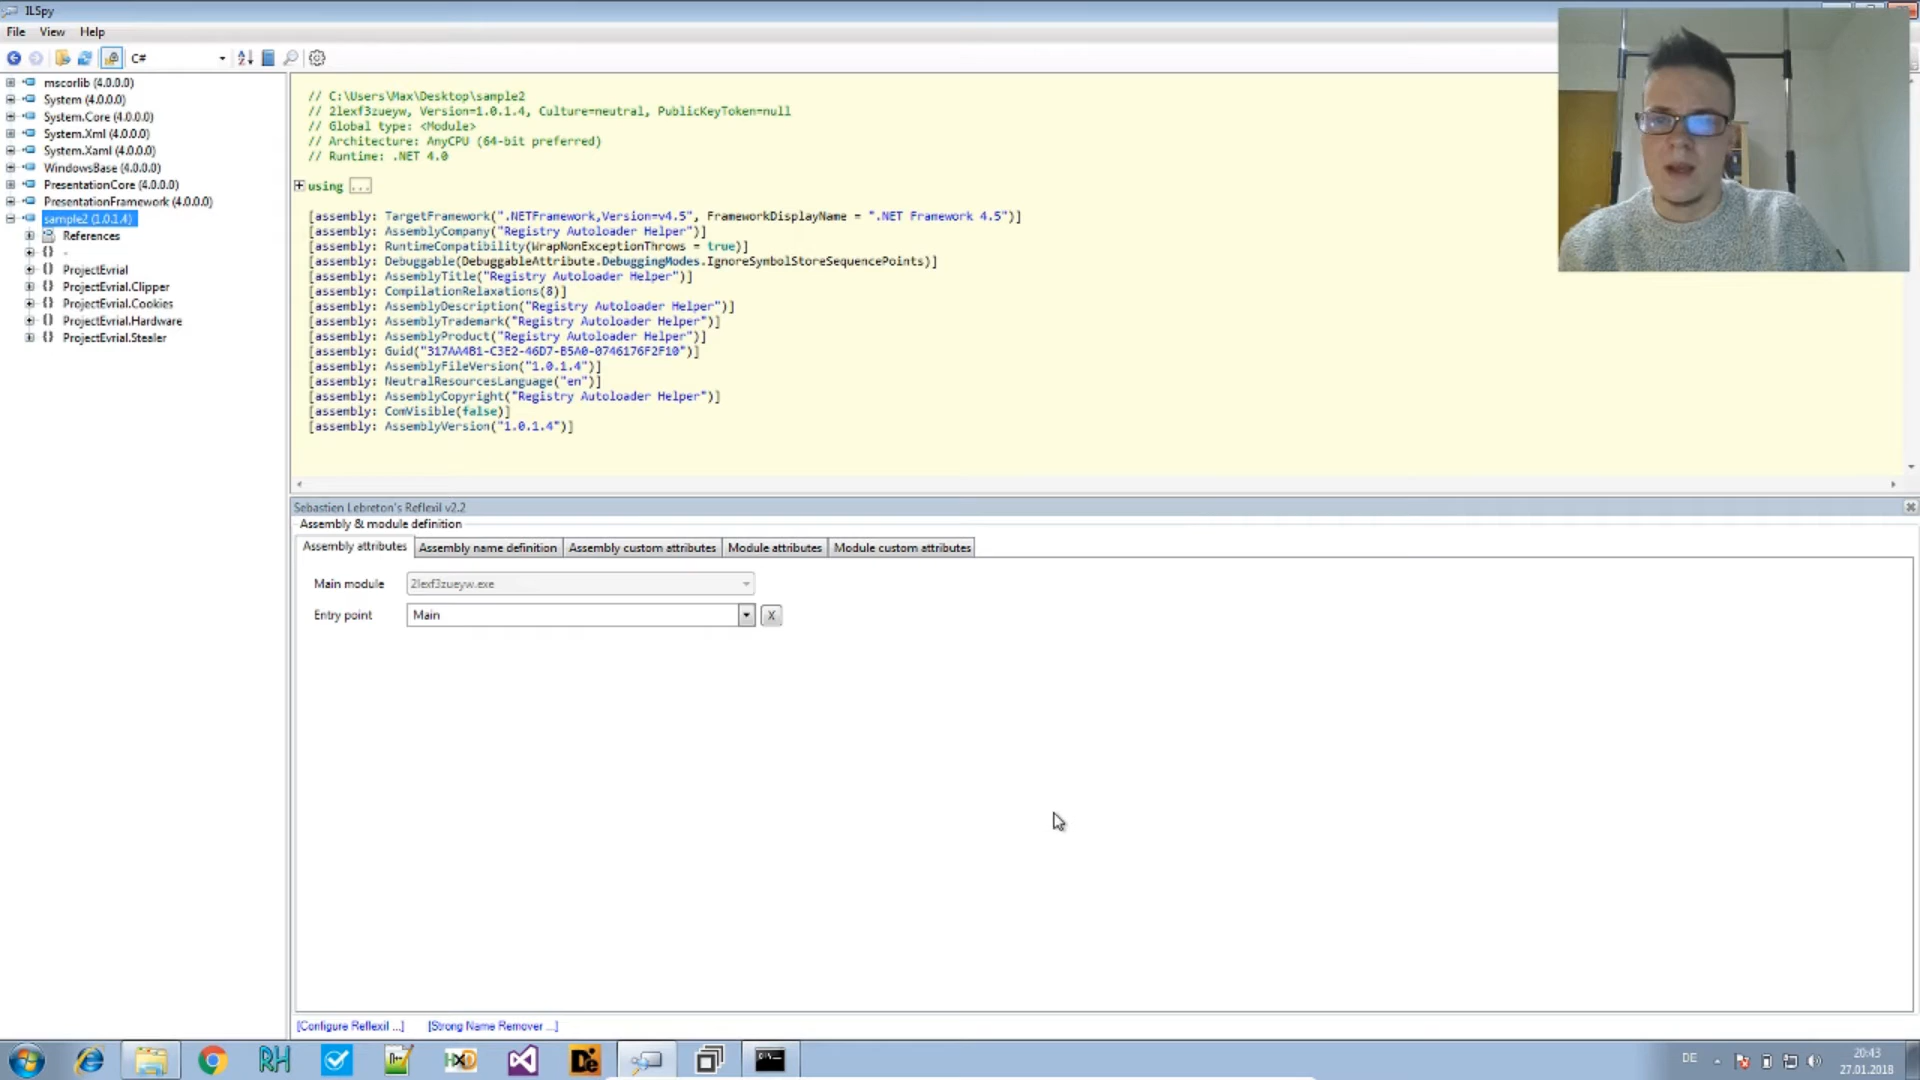 ILSpy
File View Help
C#
mscorlib (4.0.0.0)
System (4.0.0.0)
System.Core (4.0.0.0)
System.Xml (4.0.0.0)
System.Xaml (4.0.0.0)
WindowsBase (4.0.0.0)
PresentationCore (4.0.0.0)
PresentationFramework (4.0.0.0)
sample2 (1.0.1.4)
References
{ } -
{ } ProjectEvrial
{ } ProjectEvrial.Clipper
{ } ProjectEvrial.Cookies
{ } ProjectEvrial.Hardware
{ } ProjectEvrial.Stealer
// C:\Users\Max\Desktop\sample2
// 2lexf3zueyw, Version=1.0.1.4, Culture=neutral, PublicKeyToken=null
// Global type: <Module>
// Architecture: AnyCPU (64-bit preferred)
// Runtime: .NET 4.0
using ...
[assembly: TargetFramework(".NETFramework,Version=v4.5", FrameworkDisplayName = ".NET Framework 4.5")]
[assembly: AssemblyCompany("Registry Autoloader Helper")]
[assembly: RuntimeCompatibility(WrapNonExceptionThrows = true)]
[assembly: Debuggable(DebuggableAttribute.DebuggingModes.IgnoreSymbolStoreSequencePoints)]
[assembly: AssemblyTitle("Registry Autoloader Helper")]
[assembly: CompilationRelaxations(8)]
[assembly: AssemblyDescription("Registry Autoloader Helper")]
[assembly: AssemblyTrademark("Registry Autoloader Helper")]
[assembly: AssemblyProduct("Registry Autoloader Helper")]
[assembly: Guid("317AA4B1-C3E2-46D7-B5A0-0746176F2F10")]
[assembly: AssemblyFileVersion("1.0.1.4")]
[assembly: NeutralResourcesLanguage("en")]
[assembly: AssemblyCopyright("Registry Autoloader Helper")]
[assembly: ComVisible(false)]
[assembly: AssemblyVersion("1.0.1.4")]
Sebastien Lebreton's Reflexil v2.2
Assembly & module definition
Assembly attributes Assembly name definition Assembly custom attributes Module attributes Module custom attributes
Main module 2lexf3zueyw.exe
Entry point Main X
[Configure Reflexil ...] [Strong Name Remover ...]
RH N++ HXD De C:\.
DE 20:43
27.01.2018